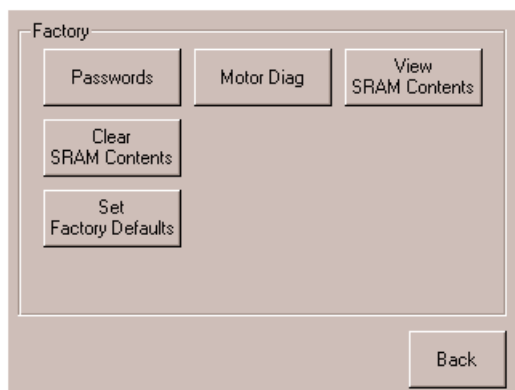 Factory
Passwords
Motor Diag
View
SRAM Contents
Clear
SRAM Contents
Set
Factory Defaults
Back